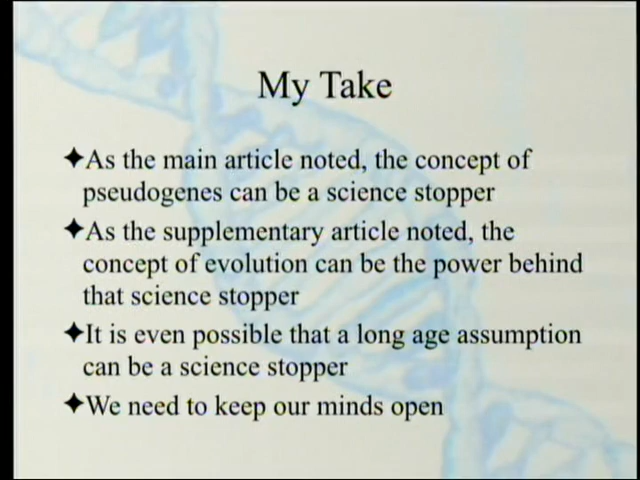 My Take
✦As the main article noted, the concept of
pseudogenes can be a science stopper
✦As the supplementary article noted, the
concept of evolution can be the power behind
that science stopper
✦It is even possible that a long age assumption
can be a science stopper
✦We need to keep our minds open